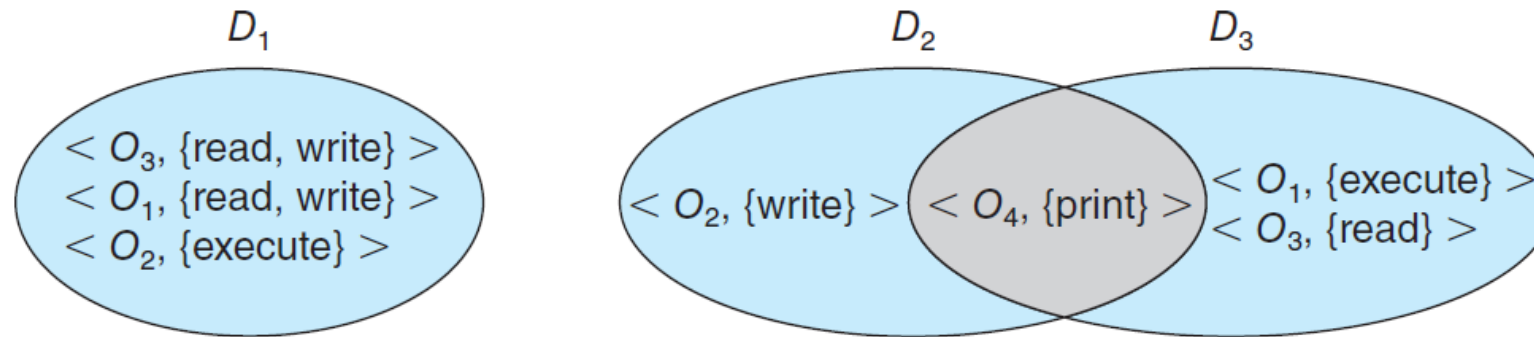 D₁
D₂
D₃
< O₃, {read, write} >
< O₁, {read, write} >
< O₂, {execute} >
< O₂, {write} >
< O₄, {print} >
< O₁, {execute} >
< O₃, {read} >